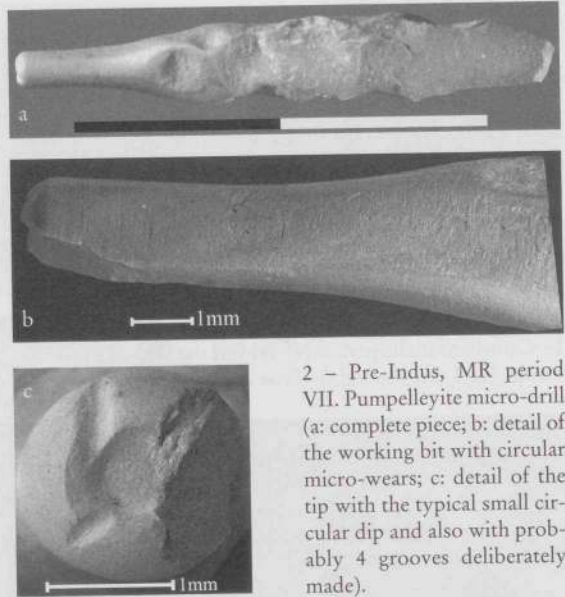 a
b
1mm
c
1mm
2 – Pre-Indus, MR period
VII. Pumpelleyite micro-drill
(a: complete piece; b: detail of
the working bit with circular
micro-wears; c: detail of the
tip with the typical small cir-
cular dip and also with prob-
ably 4 grooves deliberately
made).